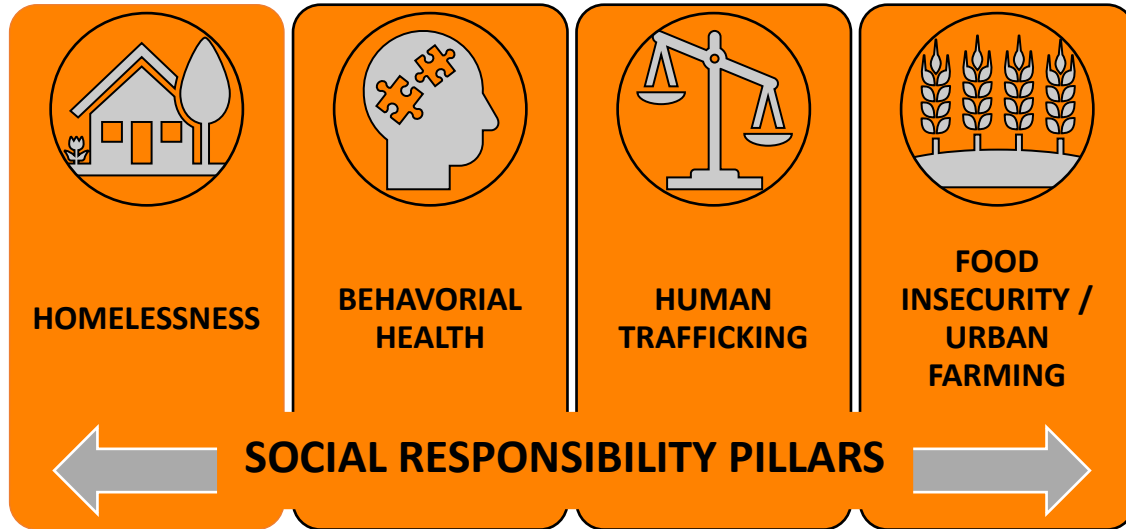 HOMELESSNESS
BEHAVORIAL
HEALTH
HUMAN
TRAFFICKING
FOOD
INSECURITY /
URBAN
FARMING
SOCIAL RESPONSIBILITY PILLARS